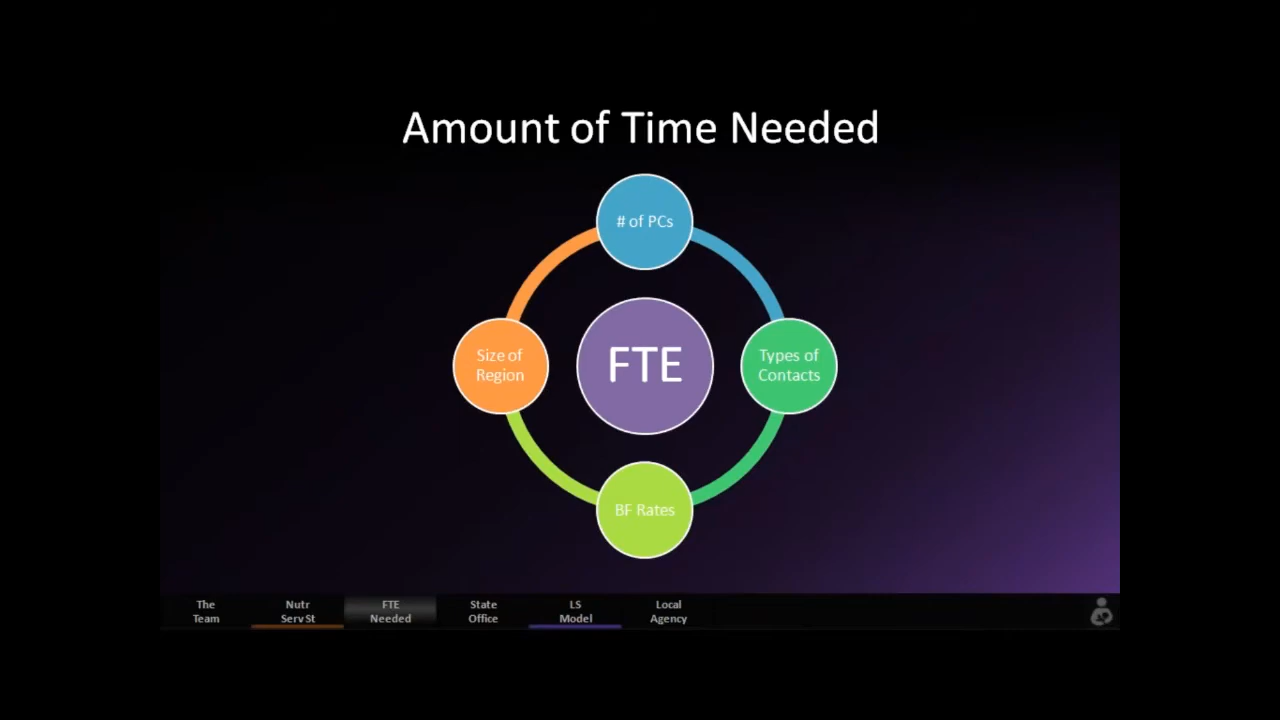 Amount of Time Needed
# of PCs
Size of
Region
FTE
Types of
Contacts
BF Rates
The
Team
Nutr
Serv St
FTE
Needed
State
Office
LS
Model
Local
Agency